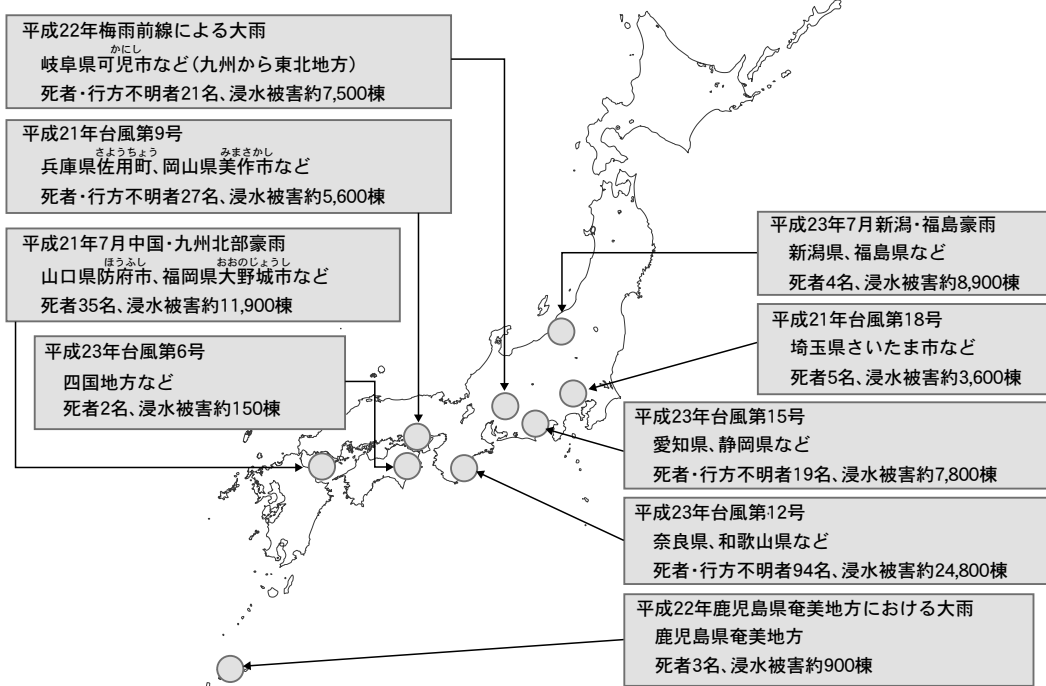 平成22年梅雨前線による大雨
かにし
岐阜県可児市など(九州から東北地方)
死者・行方不明者21名、浸水被害約7,500棟
平成21年台風第9号
さようちょう みまさかし
兵庫県佐用町、岡山県美作市など
死者・行方不明者27名、浸水被害約5,600棟
平成21年7月中国・九州北部豪雨
ほうふし おおのじょうし
山口県防府市、福岡県大野城市など
死者35名、浸水被害約11,900棟
平成23年台風第6号
四国地方など
死者2名、浸水被害約150棟
平成23年7月新潟・福島豪雨
新潟県、福島県など
死者4名、浸水被害約8,900棟
平成21年台風第18号
埼玉県さいたま市など
死者5名、浸水被害約3,600棟
平成23年台風第15号
愛知県、静岡県など
死者・行方不明者19名、浸水被害約7,800棟
平成23年台風第12号
奈良県、和歌山県など
死者・行方不明者94名、浸水被害約24,800棟
平成22年鹿児島県奄美地方における大雨
鹿児島県奄美地方
死者3名、浸水被害約900棟